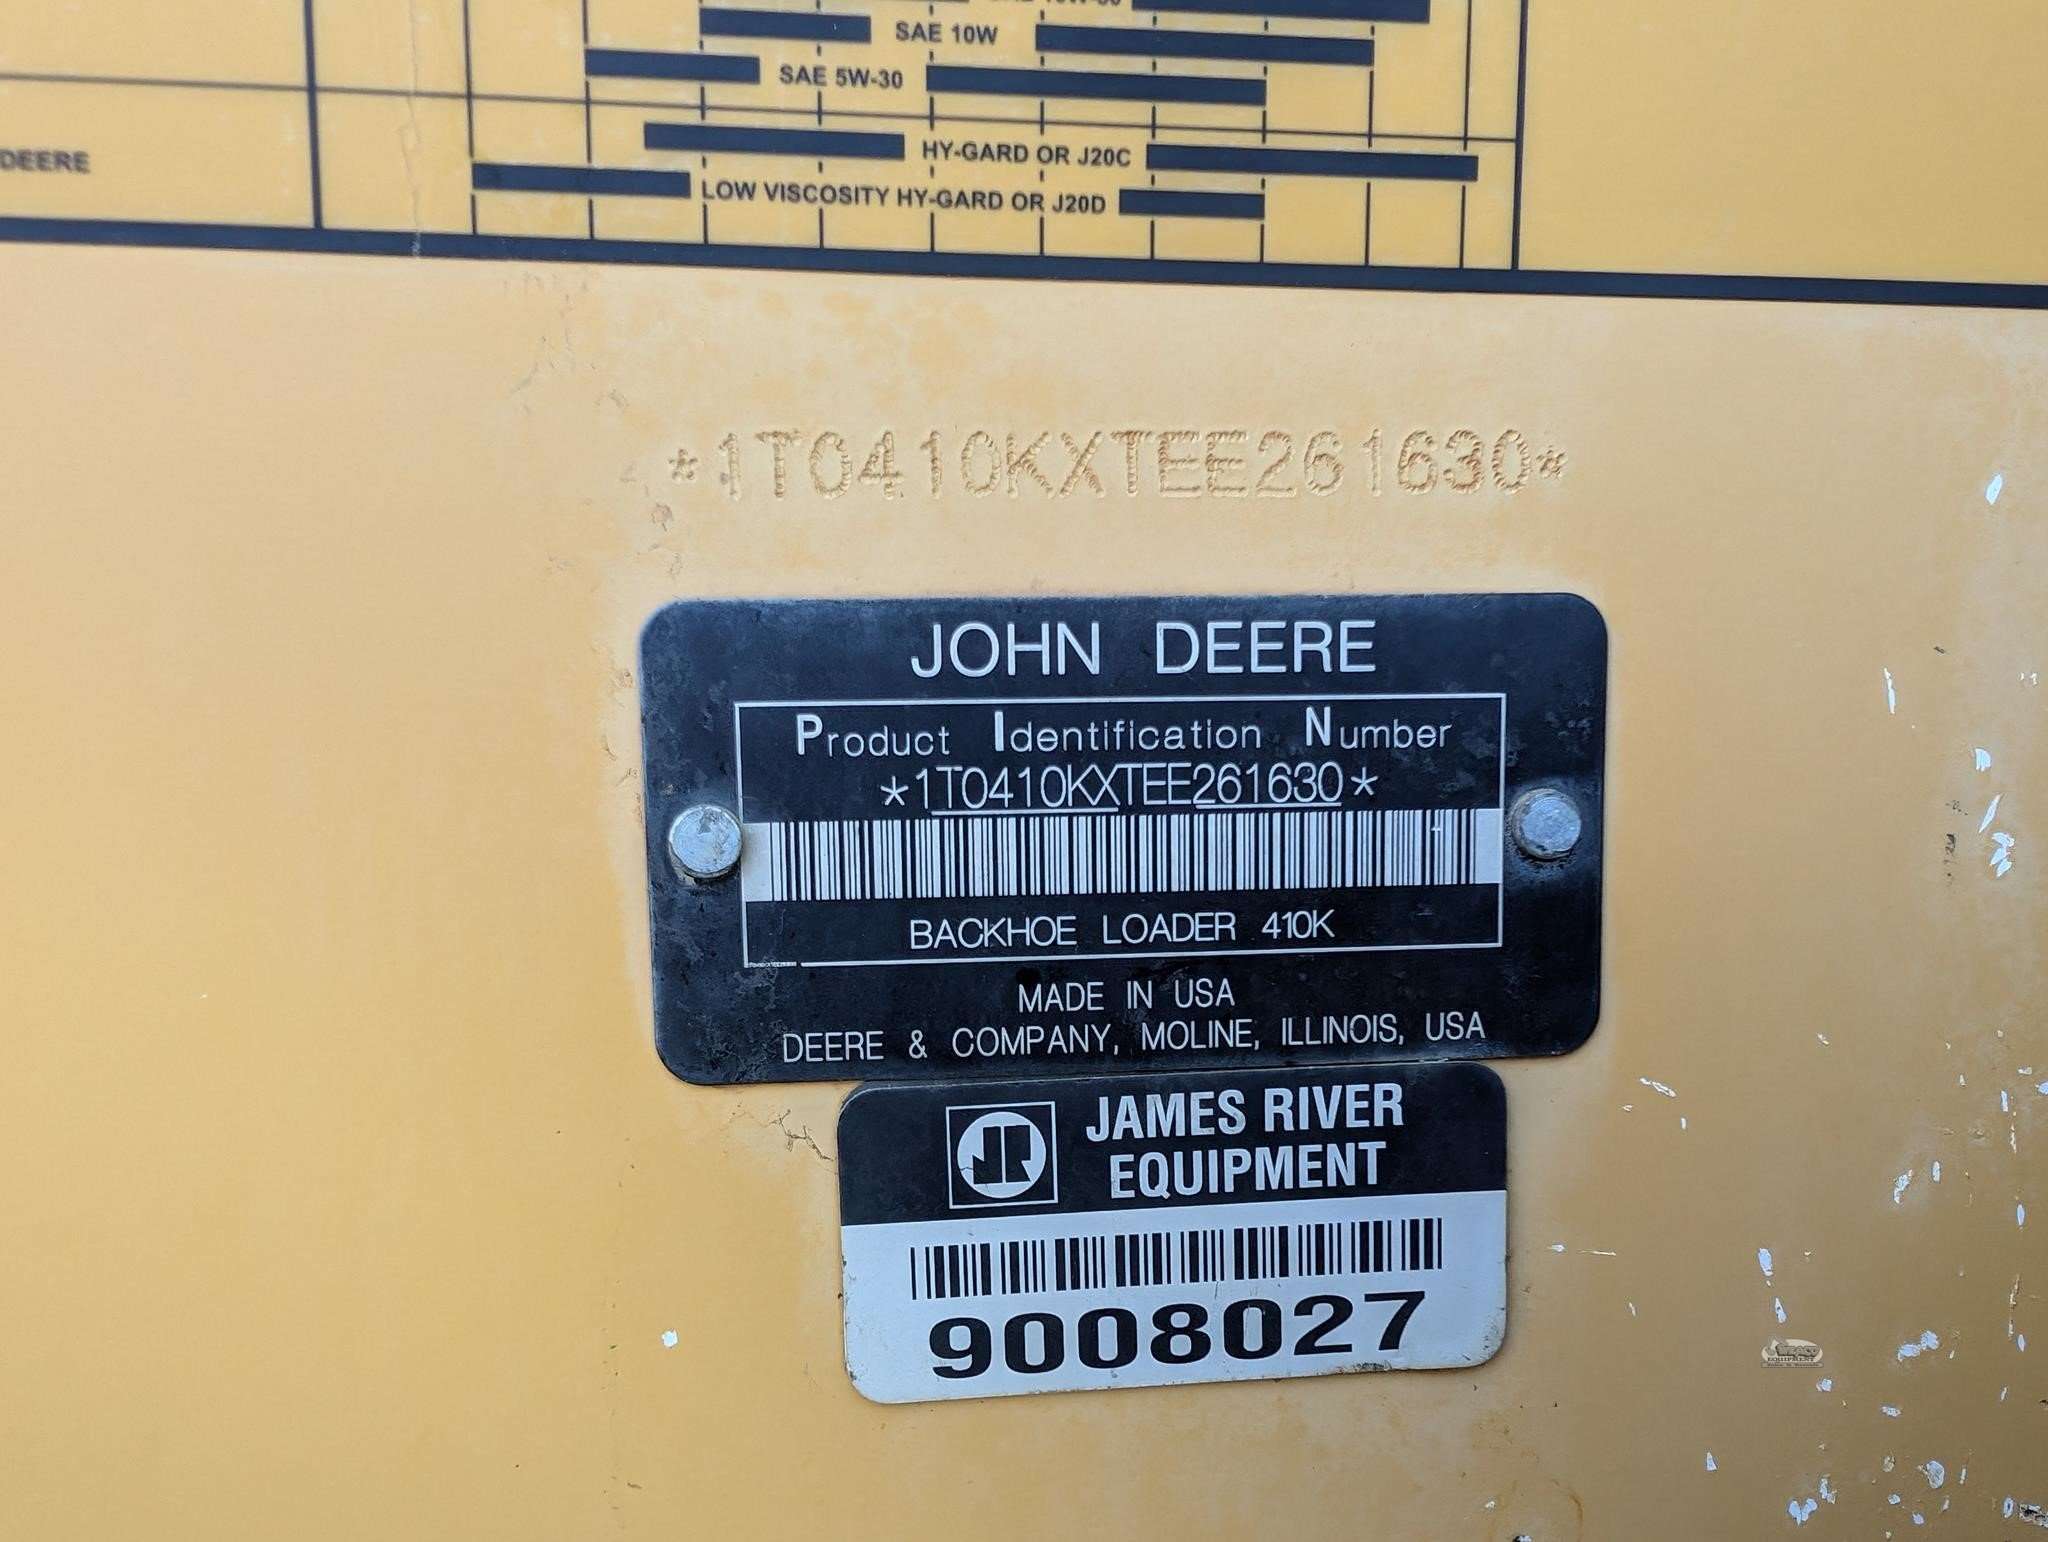 SAE 10W
SAE 5W-30
DEERE
HY-GARD OR J20C
LOW VISCOSITY HY-GARD OR J20D
*1T0410KXTEE261630*
JOHN DEERE
Product Identification Number
*1T0410KXTEE261630*
BACKHOE LOADER 410K
MADE IN USA
DEERE & COMPANY, MOLINE, ILLINOIS, USA
JR
JAMES RIVER
EQUIPMENT
9008027
EQUIPMENT